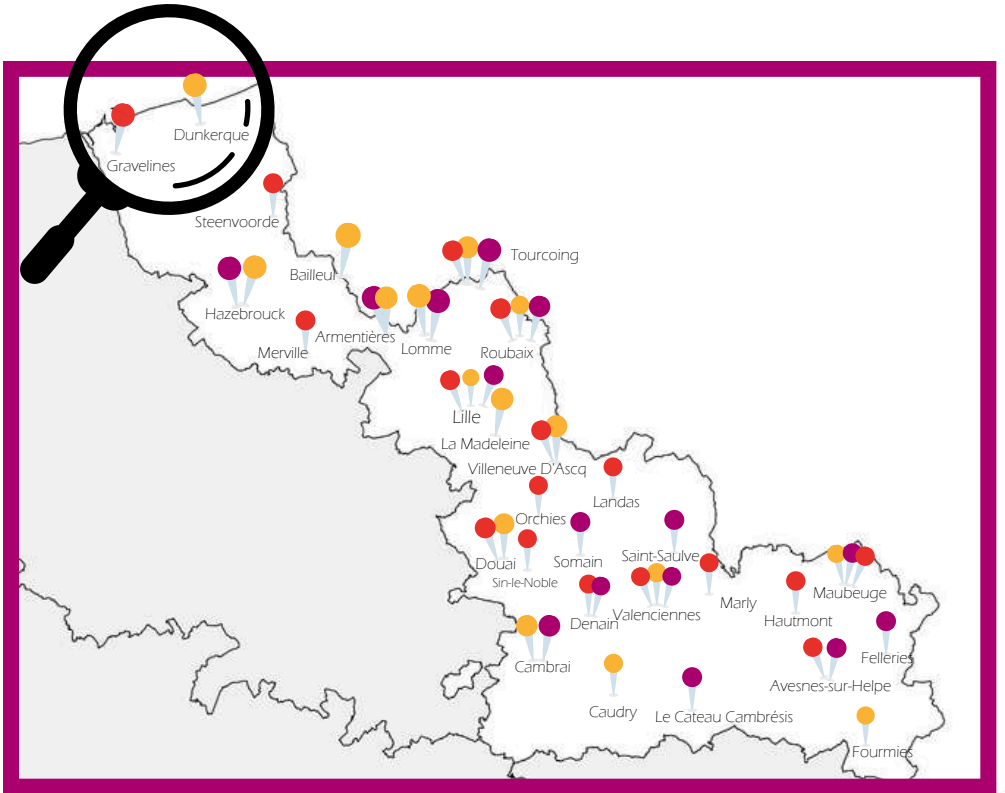 Dunkerque
Gravelines
Steenvoorde
Tourcoing
Bailleul
Hazebrouck
Armentières
Lomme
Merville
Roubaix
Lille
La Madeleine
Villeneuve D'Ascq
Landas
Orchies
Saint-Saulve
Douai
Somain
Sin-le-Noble
Maubeuge
Marly
Valenciennes
Hautmont
Denain
Felleries
Cambrai
Avesnes-sur-Helpe
Caudry
Le Cateau Cambrésis
Fourmies